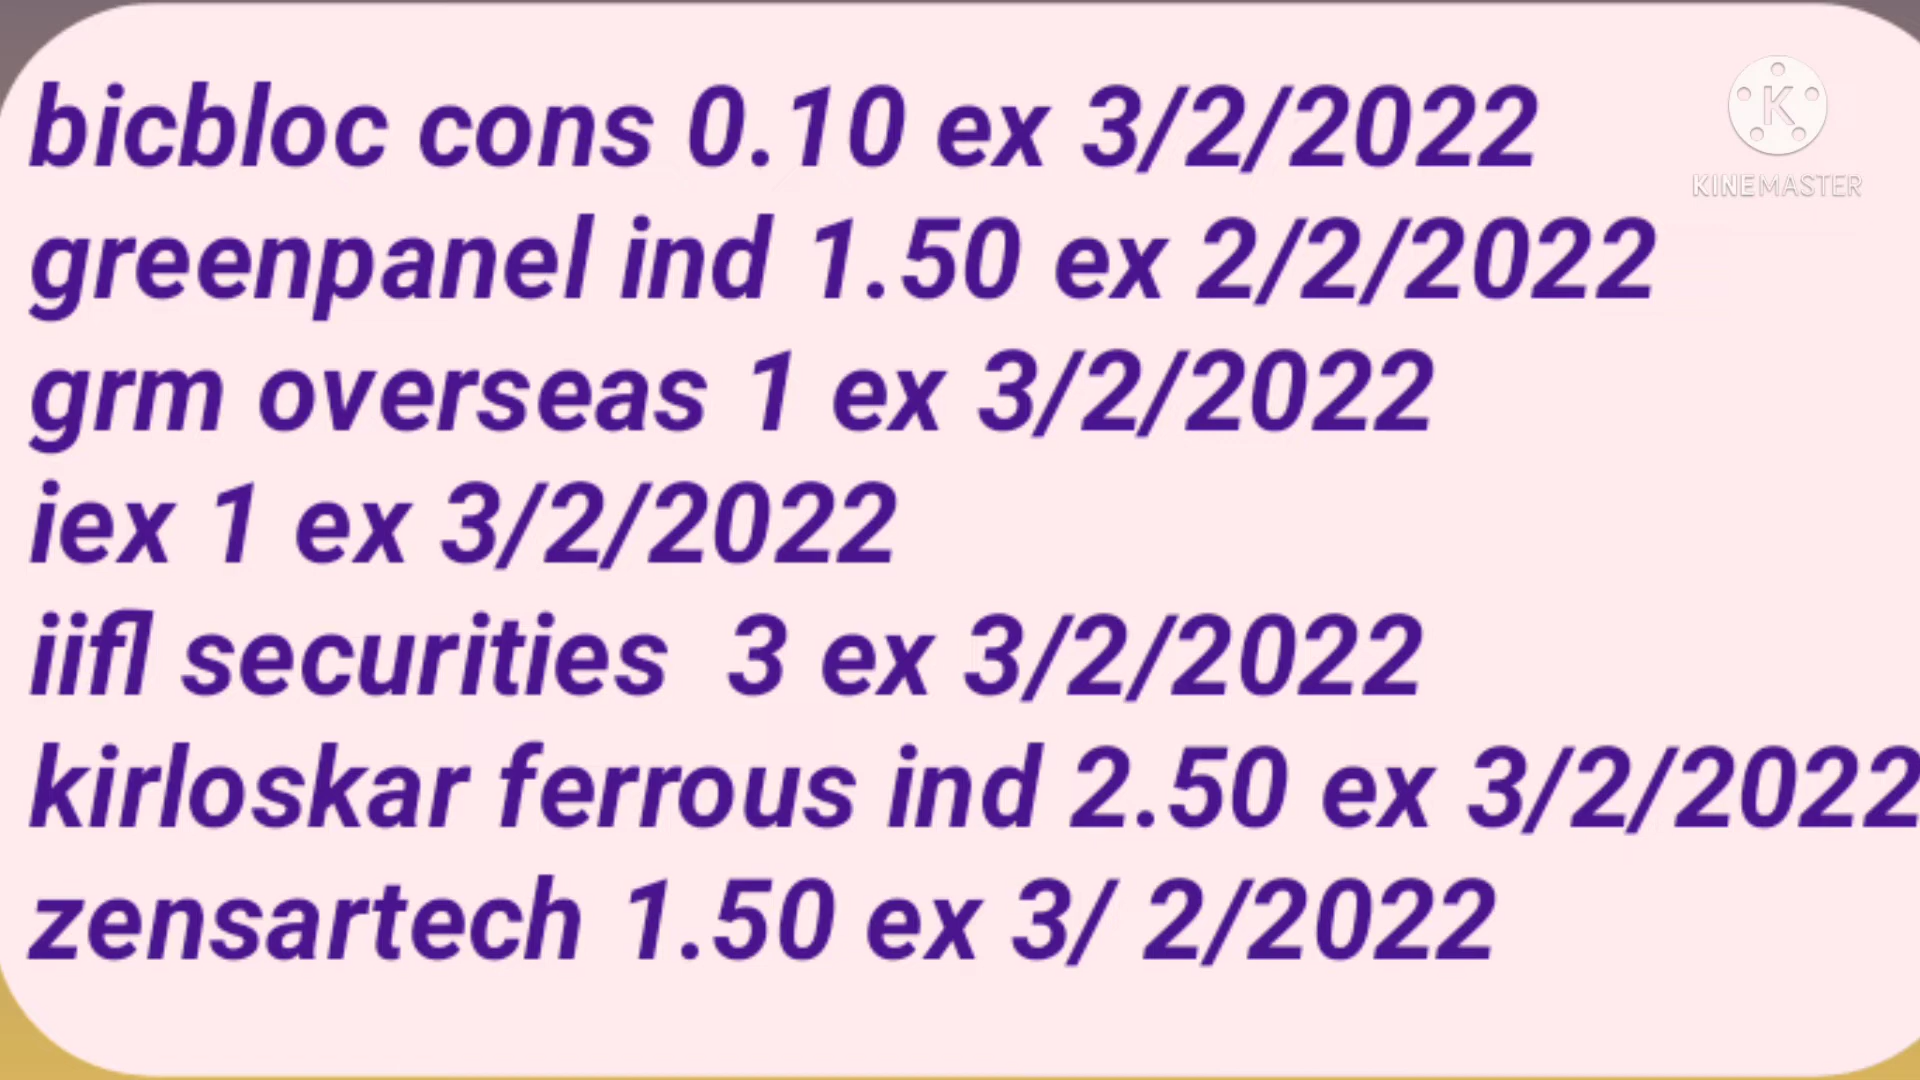 bicbloc cons 0.10 ex 3/2/2022
greenpanel ind 1.50 ex 2/2/2022
grm overseas 1 ex 3/2/2022
iex 1 ex 3/2/2022
iifl securities  3 ex 3/2/2022
kirloskar ferrous ind 2.50 ex 3/2/2022
zensartech 1.50 ex 3/ 2/2022
K
KINEMASTER